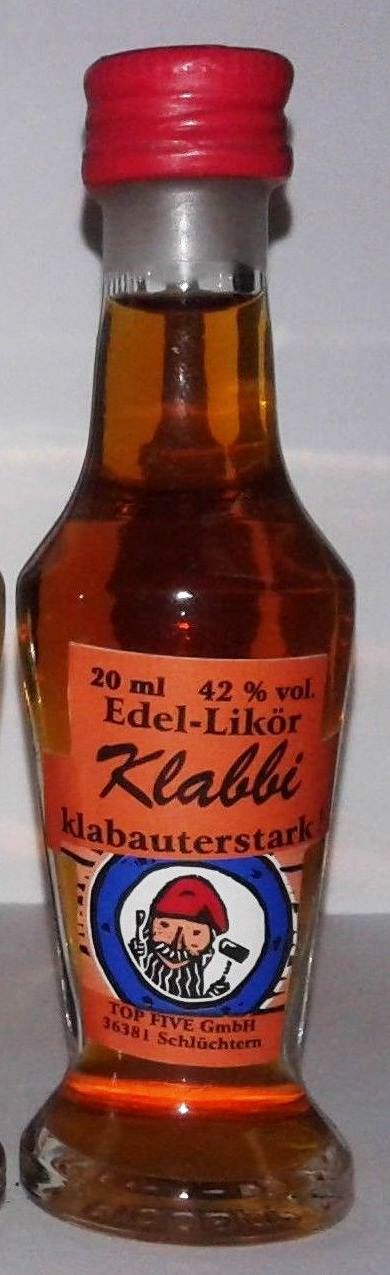 20 ml 42 % vol.
Edel-Likör
Klabbi
klabauterstark !
TOP FIVE GmbH
36381 Schlüchtern